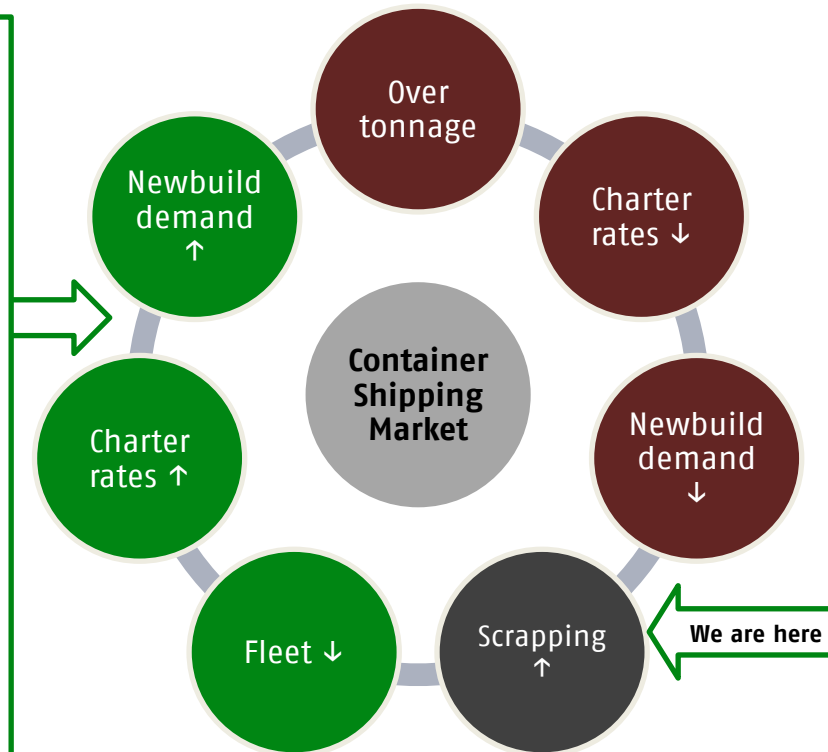 Over
tonnage
Charter
rates ↓
Newbuild
demand
↓
Scrapping
↑
We are here
Fleet ↓
Charter
rates ↑
Newbuild
demand
↑
Container
Shipping
Market